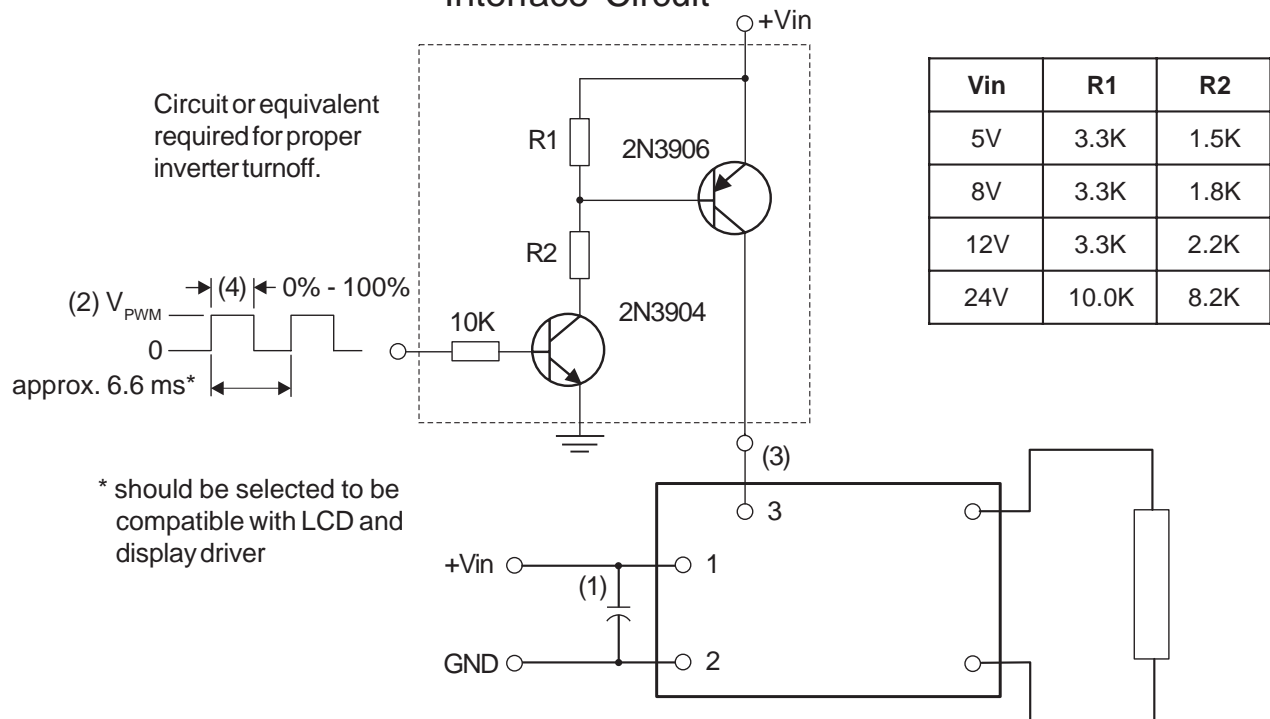 Interface Circuit
+Vin
Circuit or equivalent
required for proper
inverter turnoff.
R1
2N3906
R2
(2) VPWM
(4)
0% - 100%
0
approx. 6.6 ms*
10K
2N3904
(3)
* should be selected to be
compatible with LCD and
display driver
3
+Vin
(1)
1
GND
2
Vin R1 R2
5V 3.3K 1.5K
8V 3.3K 1.8K
12V 3.3K 2.2K
24V 10.0K 8.2K